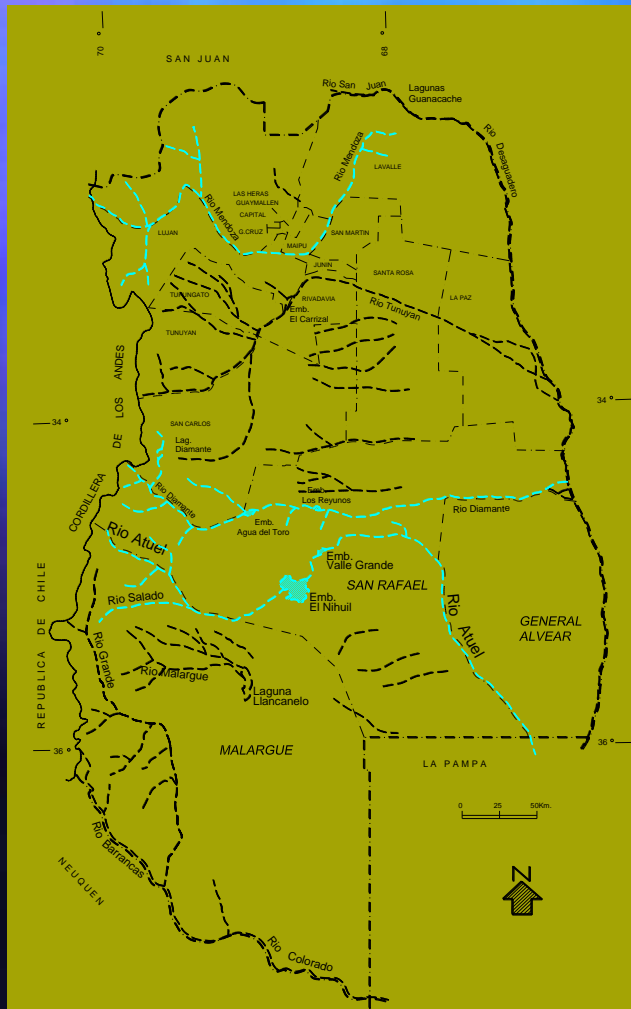 70 °
68 °
SAN JUAN
Rio San Juan
Lagunas
Guanacache
Rio Desaguadero
Rio Mendoza
LAVALLE
LAS HERAS
GUAYMALLEN
CAPITAL
G.CRUZ
Rio Mendoza
LUJAN
MAIPU
SAN MARTIN
JUNIN
SANTA ROSA
TUPUNGATO
RIVADAVIA
LA PAZ
Emb.
El Carrizal
Rio Tunuyan
TUNUYAN
CORDILLERA DE LOS ANDES
34 °
34 °
SAN CARLOS
Lag.
Diamante
Rio Diamante
Emb.
Los Reyunos
Rio Diamante
Emb.
Agua del Toro
Rio Atuel
Emb.
Valle Grande
SAN RAFAEL
Rio Salado
Emb.
El Nihuil
Rio Atuel
GENERAL
ALVEAR
REPUBLICA DE CHILE
Rio Grande
Rio Malargue
Laguna
Llancanelo
36 °
36 °
MALARGUE
LA PAMPA
0 25 50Km.
Rio Barrancas
NEUQUEN
N
Rio Colorado